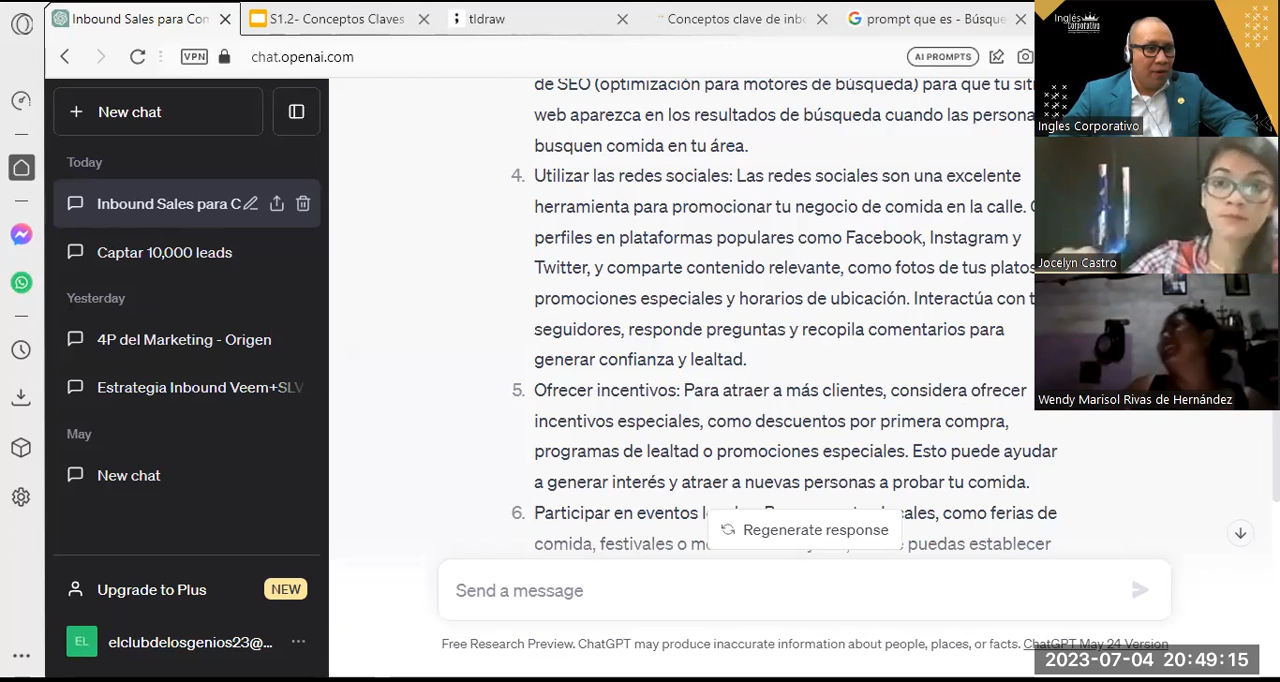 Inbound Sales para Con
S1.2- Conceptos Claves
tldraw
Conceptos clave de inb
prompt que es - Búsque
VPN
chat.openai.com
AI PROMPTS
New chat
Today
Inbound Sales para C
Captar 10,000 leads
Yesterday
4P del Marketing - Origen
Estrategia Inbound Veem+SLV
May
New chat
Upgrade to Plus
NEW
EL
elclubdelosgenios23@...
de SEO (optimización para motores de búsqueda) para que tu siti
web aparezca en los resultados de búsqueda cuando las persona
busquen comida en tu área.
4. Utilizar las redes sociales: Las redes sociales son una excelente
herramienta para promocionar tu negocio de comida en la calle.
perfiles en plataformas populares como Facebook, Instagram y
Twitter, y comparte contenido relevante, como fotos de tus platos
promociones especiales y horarios de ubicación. Interactúa con t
seguidores, responde preguntas y recopila comentarios para
generar confianza y lealtad.
5. Ofrecer incentivos: Para atraer a más clientes, considera ofrecer
incentivos especiales, como descuentos por primera compra,
programas de lealtad o promociones especiales. Esto puede ayudar
a generar interés y atraer a nuevas personas a probar tu comida.
6. Participar en eventos cales, como ferias de
comida, festivales o puedas establecer
Regenerate response
Send a message
Free Research Preview. ChatGPT may produce inaccurate information about people, places, or facts. ChatGPT May 24 Version
Inglés
Corporativo
Ingles Corporativo
Jocelyn Castro
Wendy Marisol Rivas de Hernández
2023-07-04 20:49:15